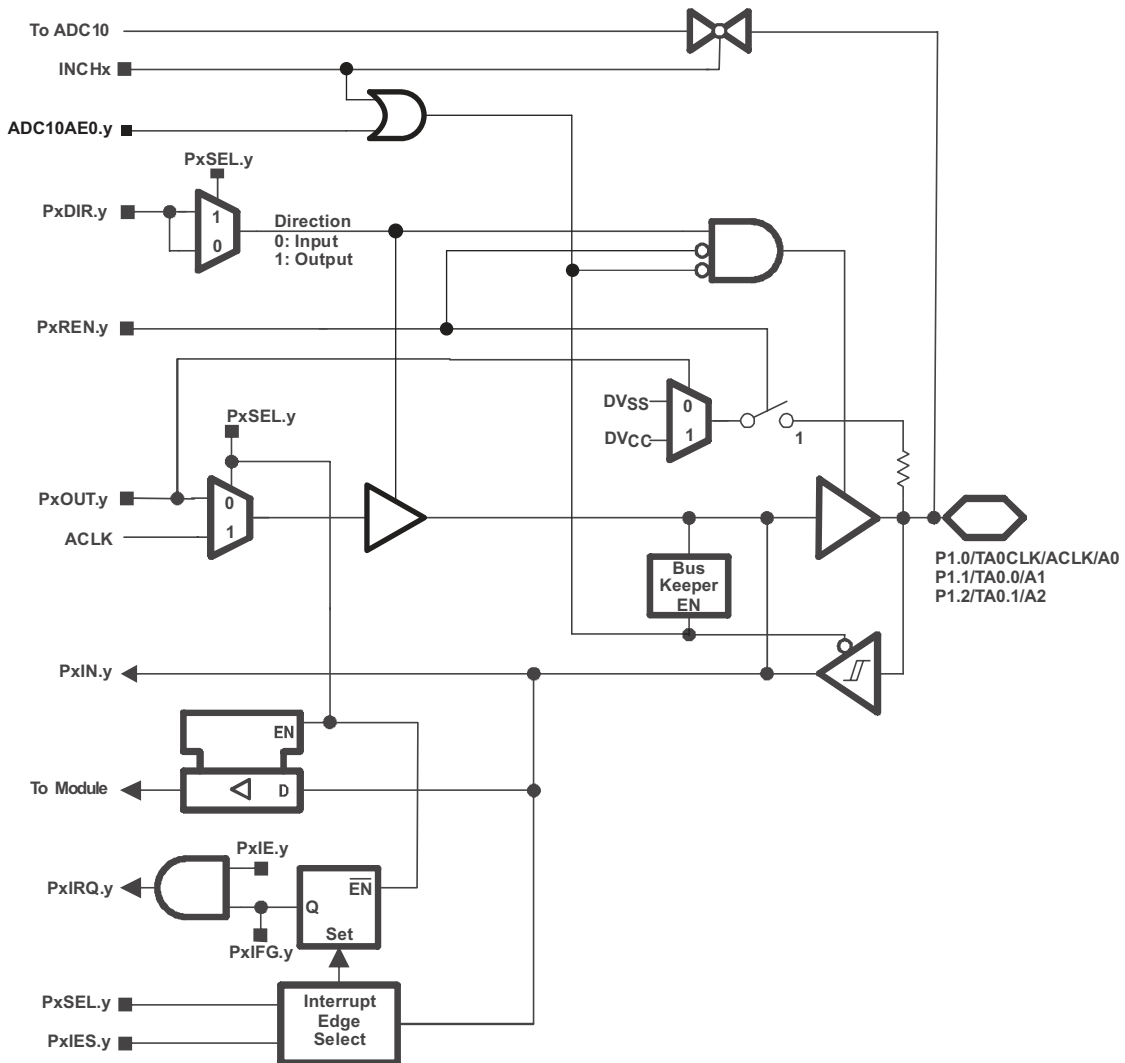 To ADC10
INCHx
ADC10AE0.y
PxSEL.y
PxDIR.y
1
0
Direction
0: Input
1: Output
PxREN.y
DVSS
0
DVCC
1
1
PxSEL.y
PxOUT.y
0
ACLK
1
Bus
Keeper
EN
P1.0/TA0CLK/ACLK/A0
P1.1/TA0.0/A1
P1.2/TA0.1/A2
PxIN.y
EN
To Module
D
PxIE.y
PxIRQ.y
EN
Q
Set
PxIFG.y
PxSEL.y
PxIES.y
Interrupt
Edge
Select